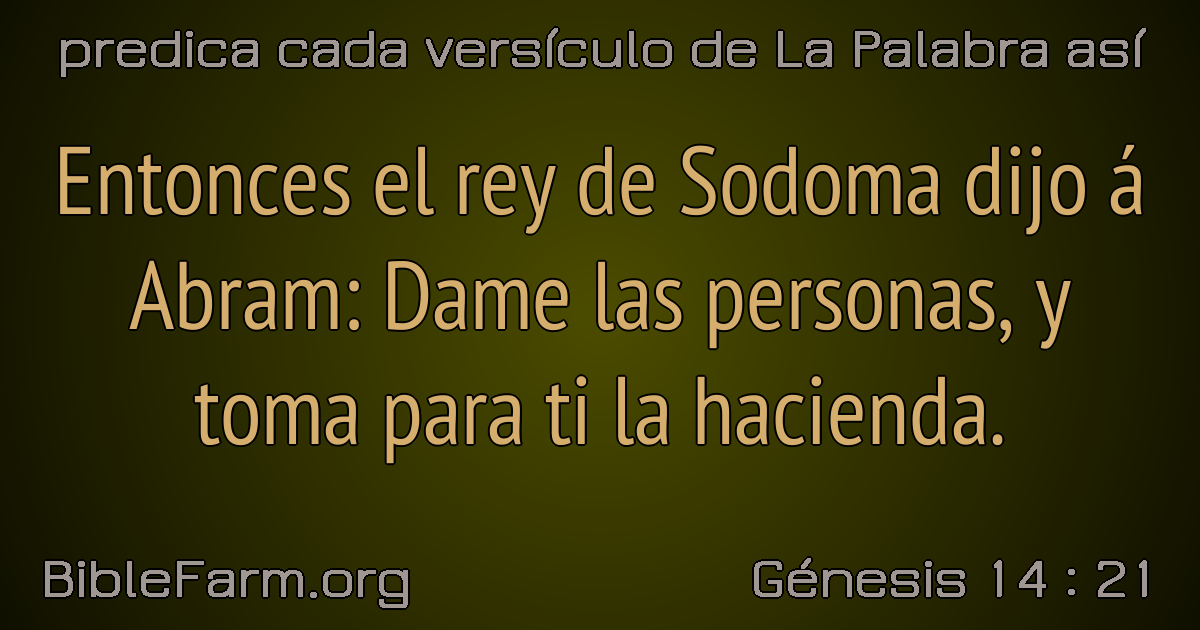 predica cada versículo de La Palabra así
Entonces el rey de Sodoma dijo á
Abram: Dame las personas, y
toma para ti la hacienda.
BibleFarm.org
Génesis 14 : 21